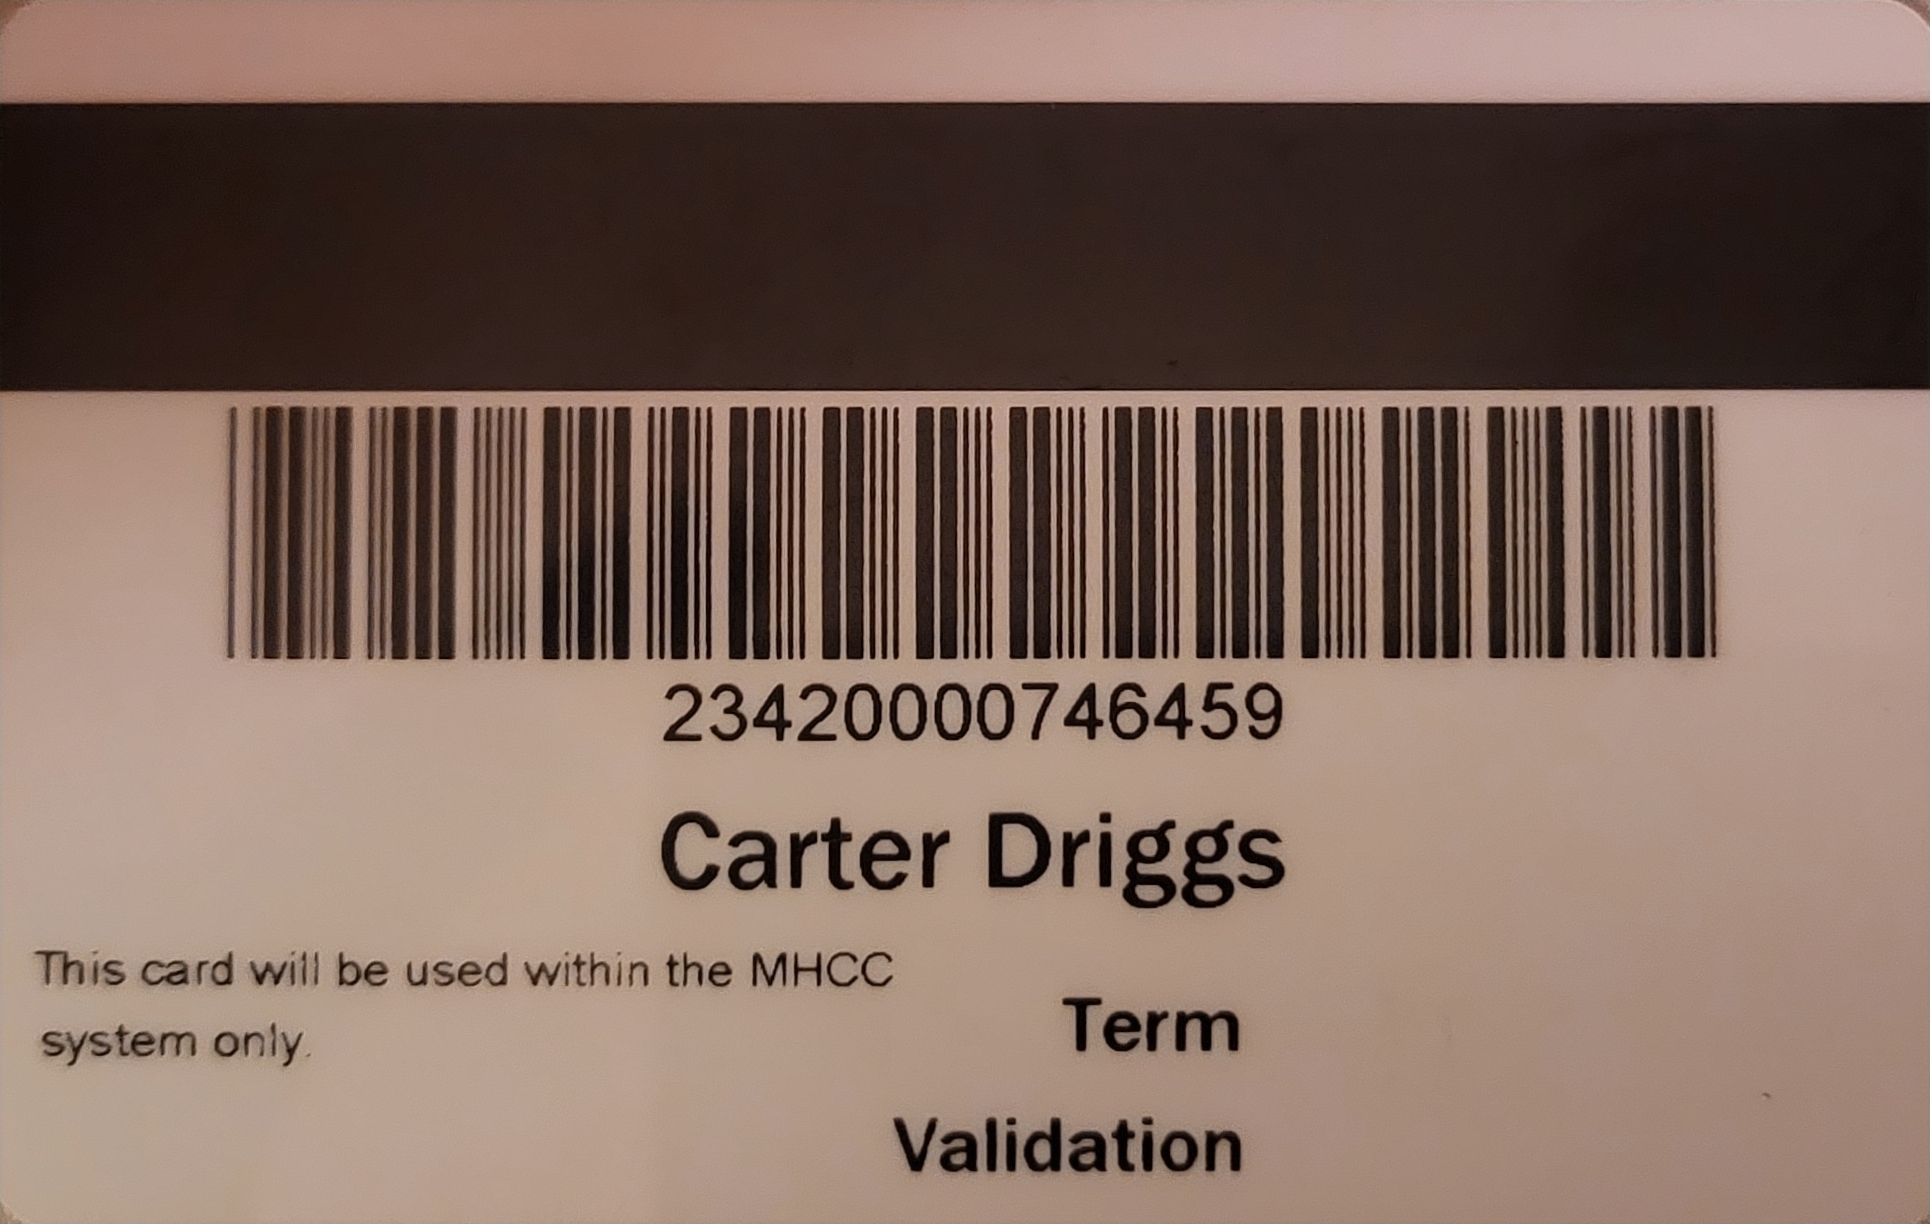 23420000746459
Carter Driggs
This card will be used within the MHCC
system only.
Term
Validation